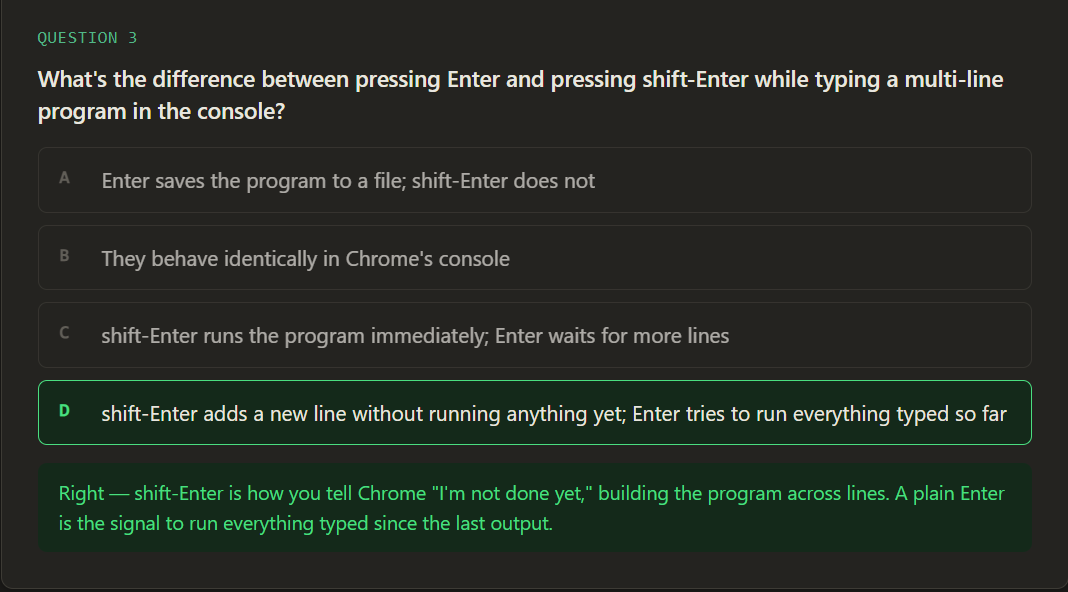 QUESTION 3
What's the difference between pressing Enter and pressing shift-Enter while typing a multi-line
program in the console?
A Enter saves the program to a file; shift-Enter does not
B They behave identically in Chrome's console
C shift-Enter runs the program immediately; Enter waits for more lines
D shift-Enter adds a new line without running anything yet; Enter tries to run everything typed so far
Right — shift-Enter is how you tell Chrome "I'm not done yet," building the program across lines. A plain Enter
is the signal to run everything typed since the last output.